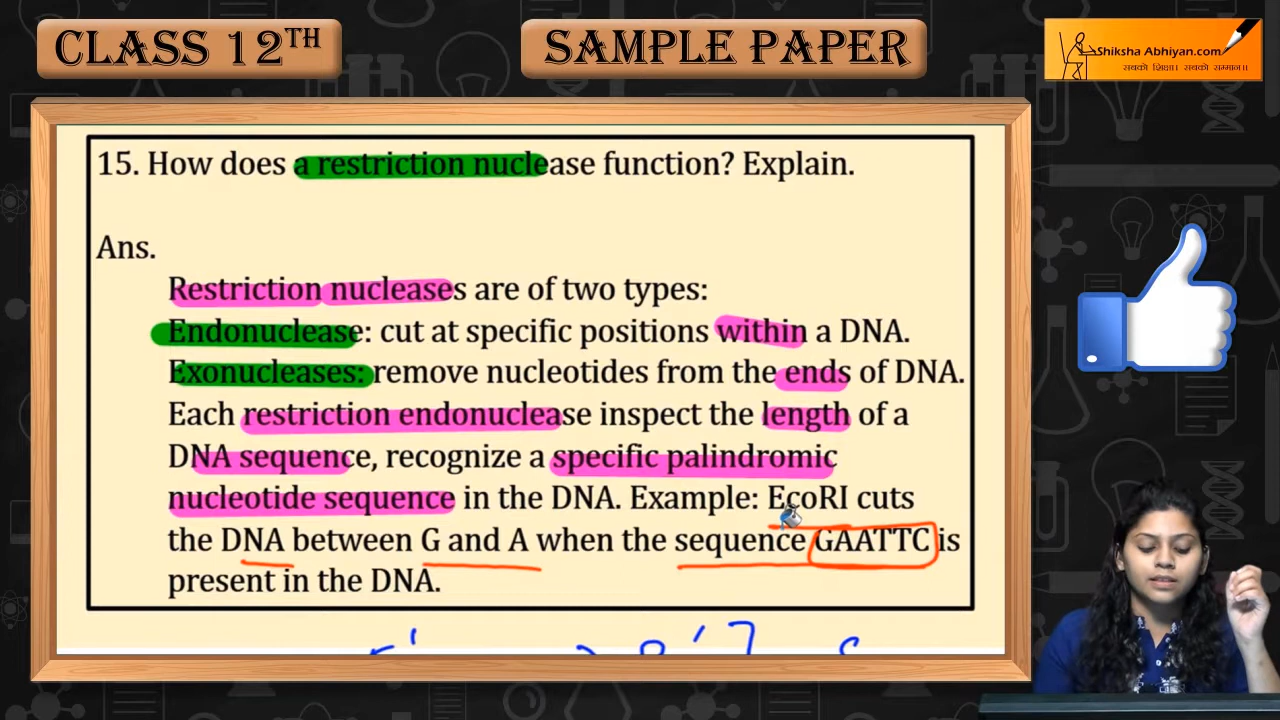 CLASS 12TH
SAMPLE PAPER
Shiksha Abhiyan.com
सबको शिक्षा। सबको सम्मान॥
15. How does a restriction nuclease function? Explain.
Ans.
Restriction nucleases are of two types:
Endonuclease: cut at specific positions within a DNA.
Exonucleases: remove nucleotides from the ends of DNA.
Each restriction endonuclease inspect the length of a
DNA sequence, recognize a specific palindromic
nucleotide sequence in the DNA. Example: EcoRI cuts
the DNA between G and A when the sequence GAATTC is
present in the DNA.